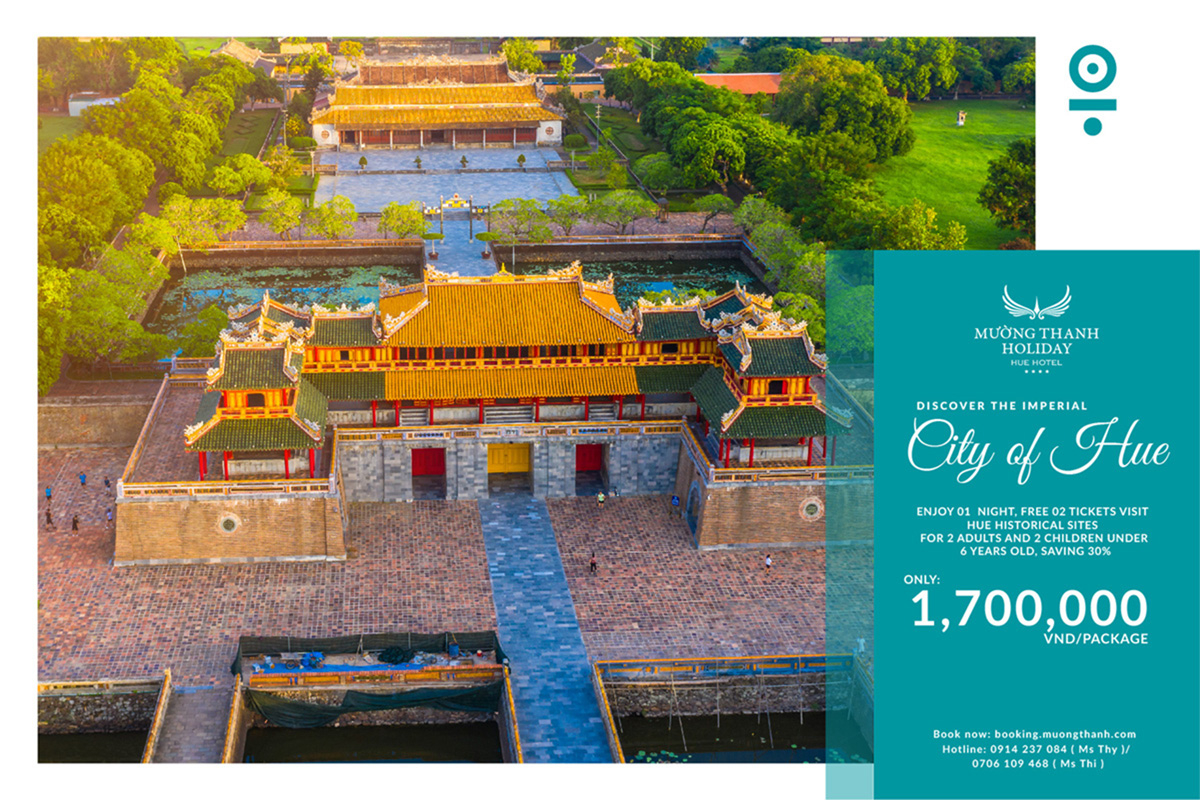 MƯỜNG THANH
HOLIDAY
HUE HOTEL
DISCOVER THE IMPERIAL
City of Hue
ENJOY 01 NIGHT, FREE 02 TICKETS VISIT
HUE HISTORICAL SITES
FOR 2 ADULTS AND 2 CHILDREN UNDER
6 YEARS OLD, SAVING 30%
ONLY:
1,700,000
VND/PACKAGE
Book now: booking.muongthanh.com
Hotline: 0914 237 084 ( Ms Thy )/
0706 109 468 ( Ms Thi )